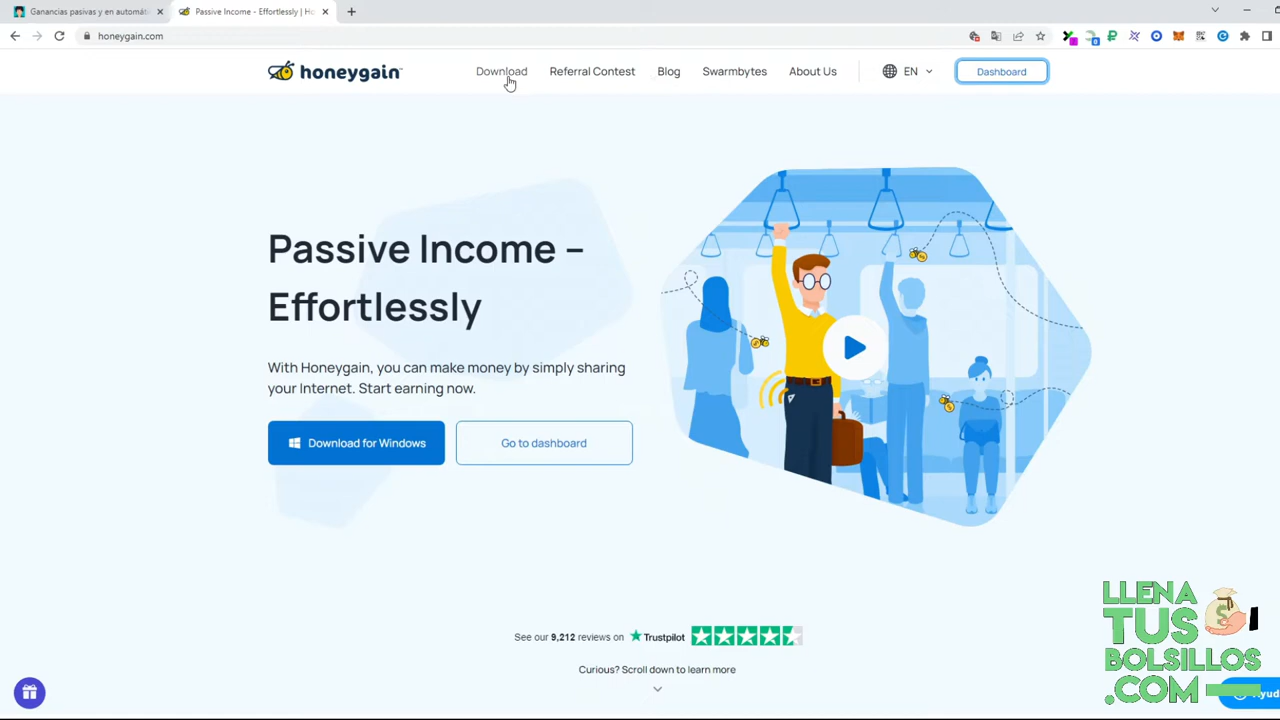 Ganancias pasivas y en automátic
Passive Income - Effortlessly | Ho
honeygain.com
honeygain
Download
Referral Contest
Blog
Swarmbytes
About Us
EN
Dashboard
Passive Income –
Effortlessly
With Honeygain, you can make money by simply sharing
your Internet. Start earning now.
Download for Windows
Go to dashboard
See our 9,212 reviews on Trustpilot
Curious? Scroll down to learn more
LLENA
TUS
BOLSILLOS
.COM
Ayud